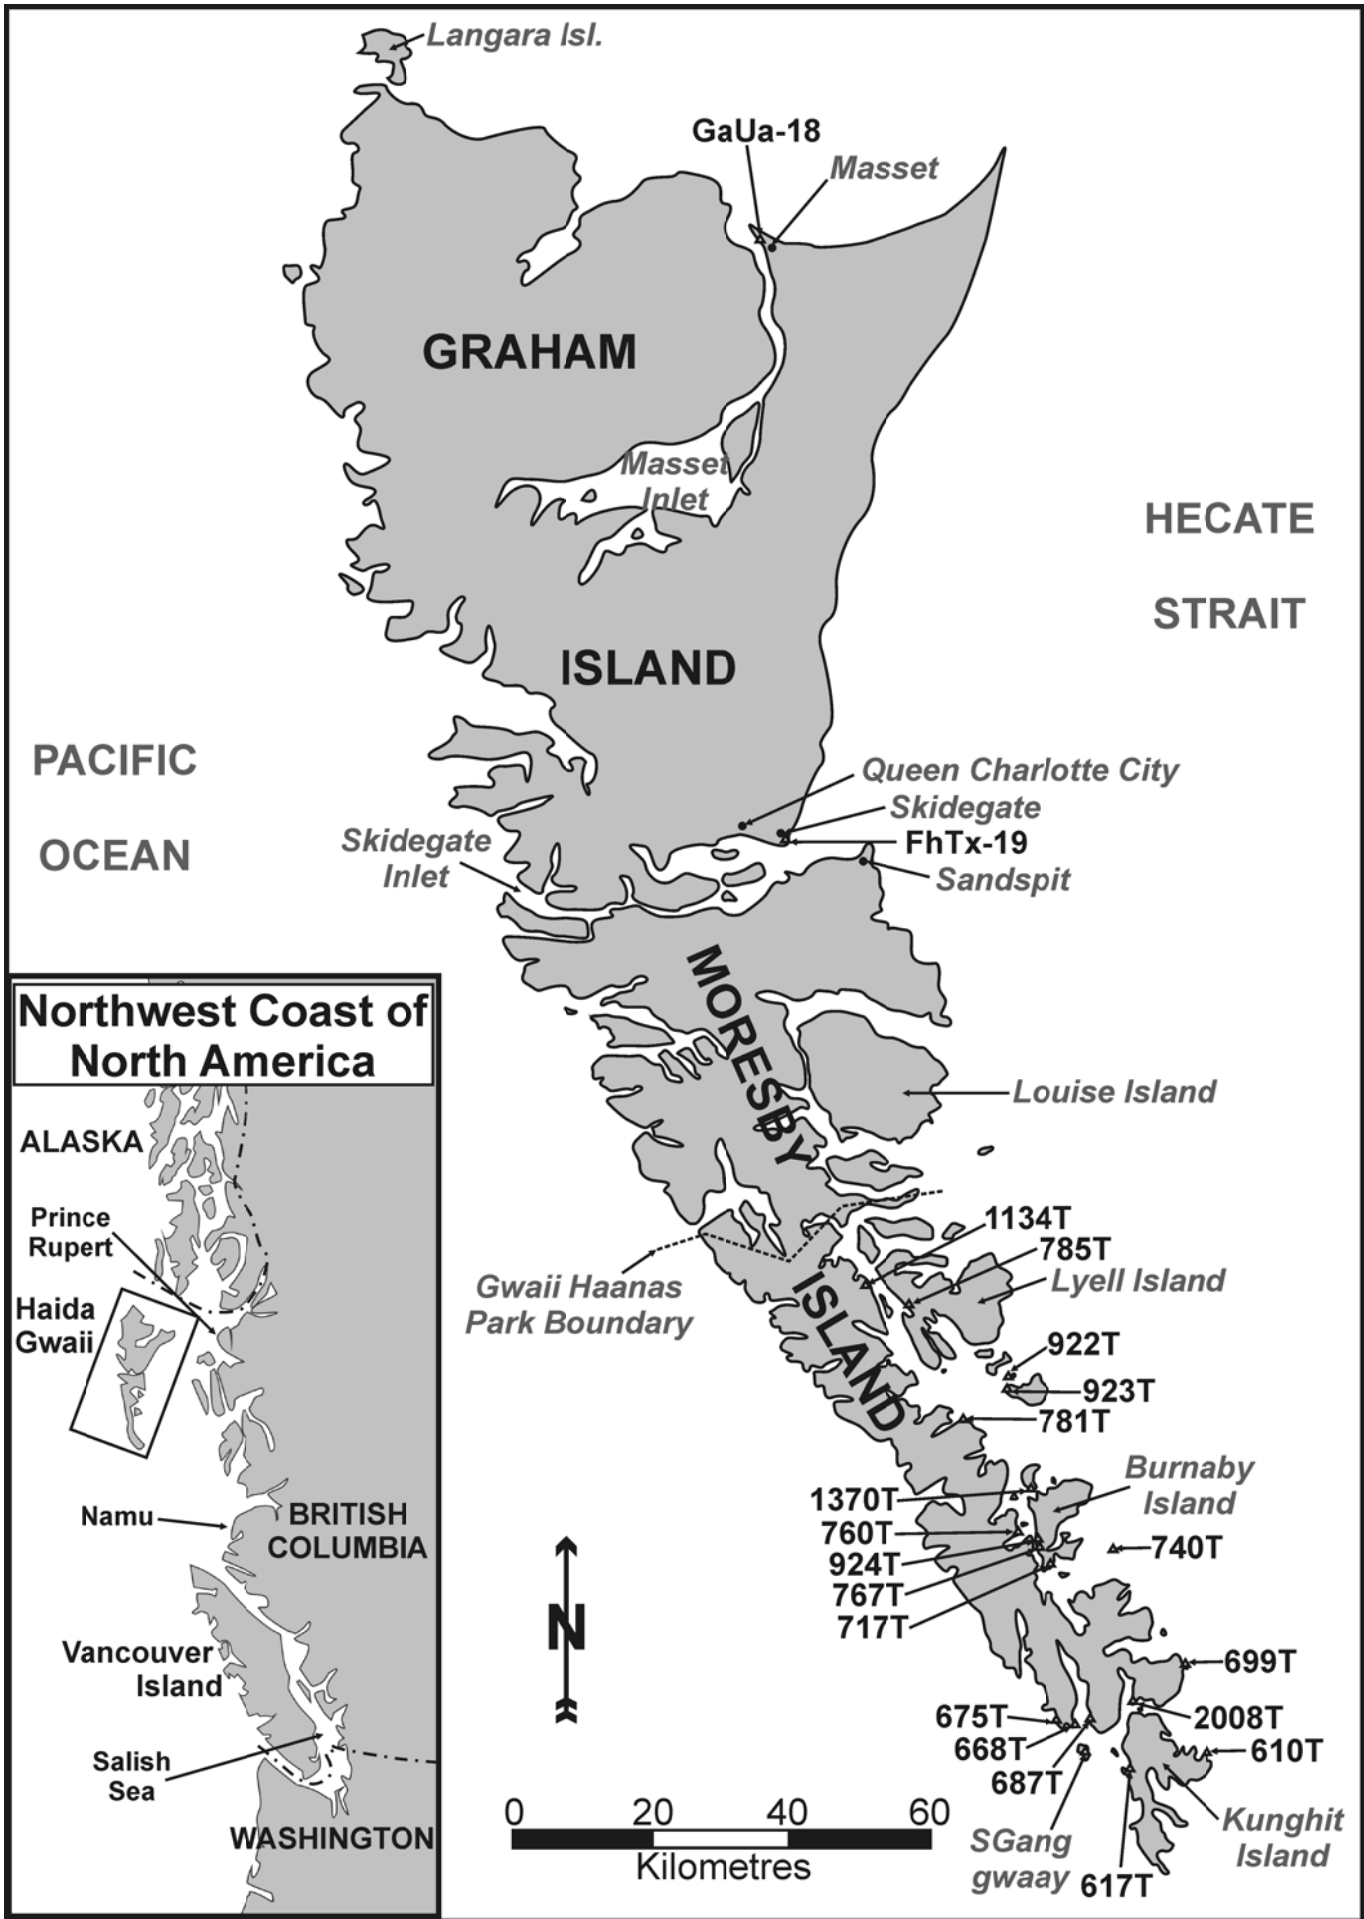 Langara Isl.
GaUa-18
Masset
GRAHAM
Masset
Inlet
HECATE
STRAIT
ISLAND
PACIFIC
OCEAN
Queen Charlotte City
Skidegate
FhTx-19
Sandspit
Skidegate
Inlet
MORESBY
ISLAND
Louise Island
Gwaii Haanas
Park Boundary
1134T
785T
Lyell Island
922T
923T
781T
Burnaby
Island
1370T
760T
924T
767T
717T
740T
699T
675T
668T
687T
2008T
610T
617T
SGang
gwaay
Kunghit
Island
N
0 20 40 60
Kilometres
Northwest Coast of
North America
ALASKA
Prince
Rupert
Haida
Gwaii
Namu
BRITISH
COLUMBIA
Vancouver
Island
Salish
Sea
WASHINGTON